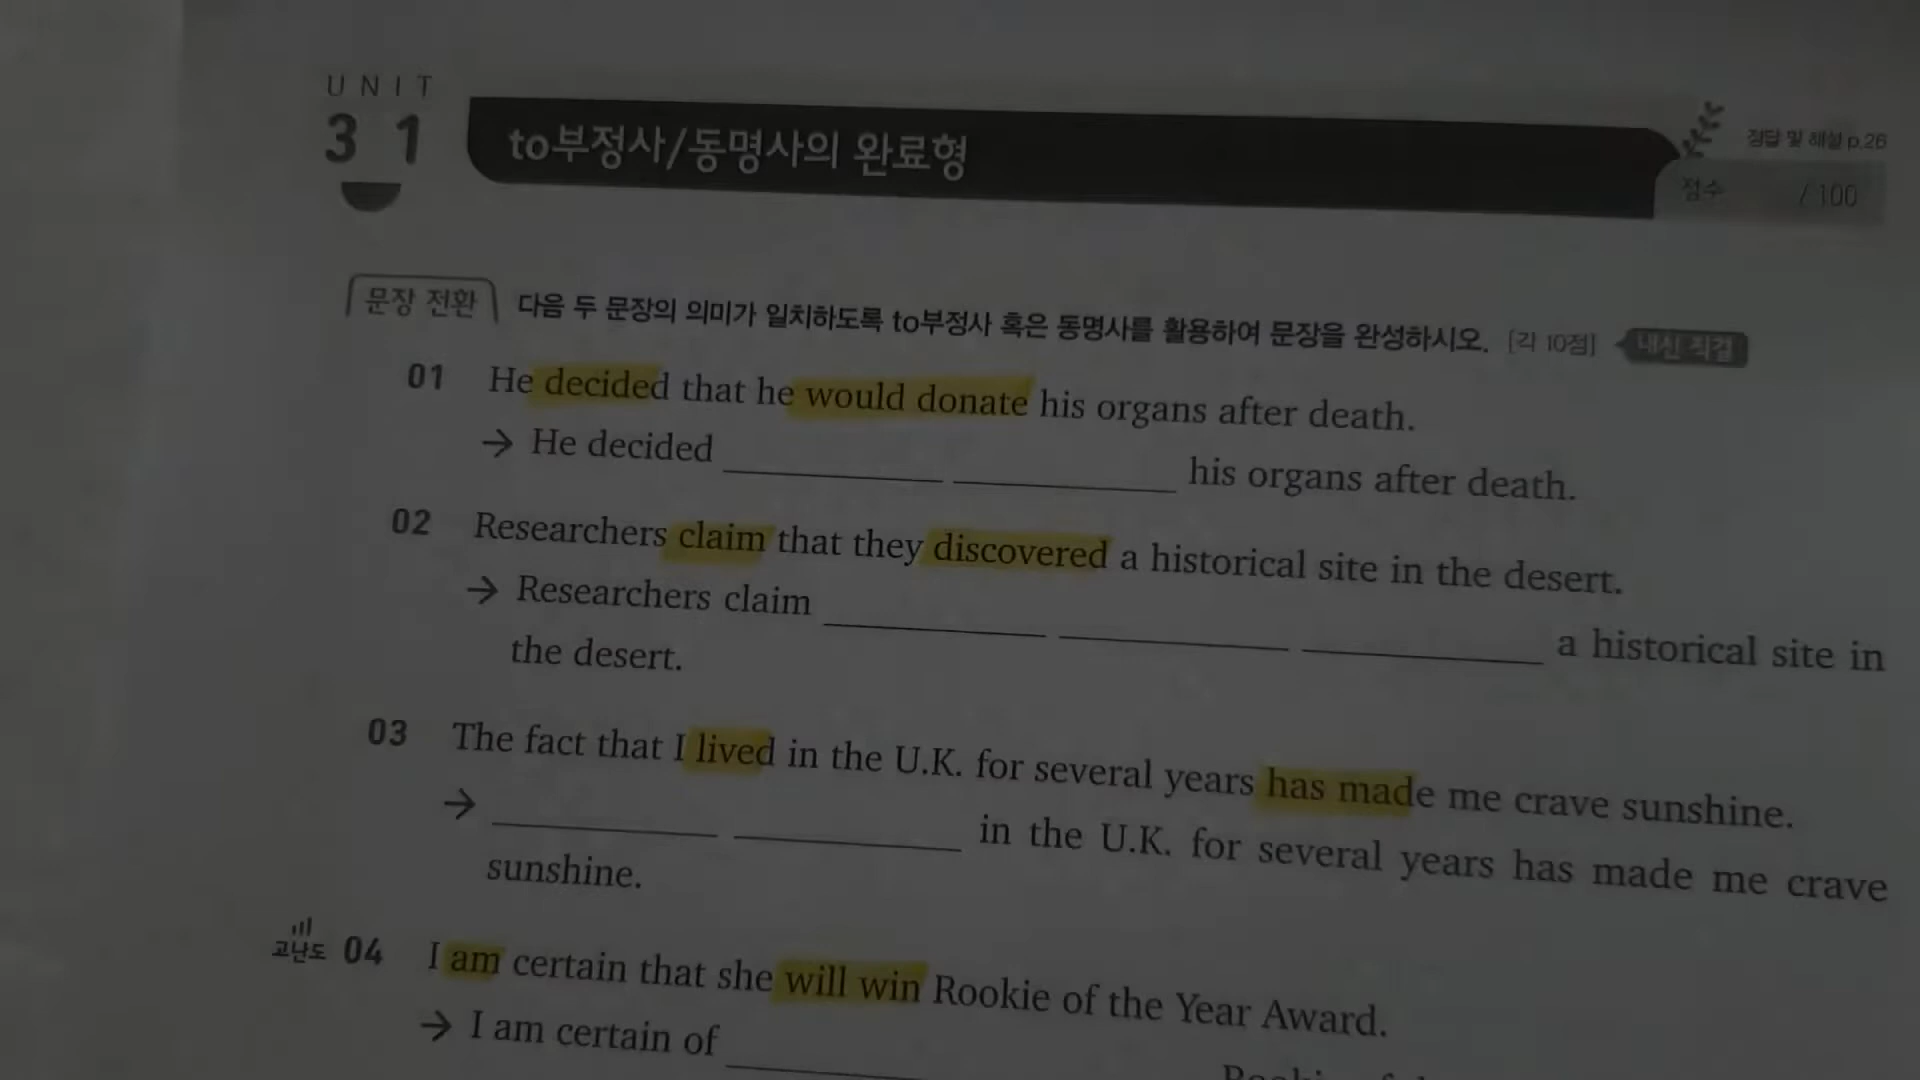 UNIT
31
to부정사/동명사의 완료형
정답 및 해설 p.26
점수 / 100
문장 전환 다음 두 문장의 의미가 일치하도록 to부정사 혹은 동명사를 활용하여 문장을 완성하시오. [각 10점] 내신 직결
01 He decided that he would donate his organs after death.
→ He decided his organs after death.
02 Researchers claim that they discovered a historical site in the desert.
→ Researchers claim a historical site in
the desert.
03 The fact that I lived in the U.K. for several years has made me crave sunshine.
→ in the U.K. for several years has made me crave
sunshine.
고난도 04 I am certain that she will win Rookie of the Year Award.
→ I am certain of